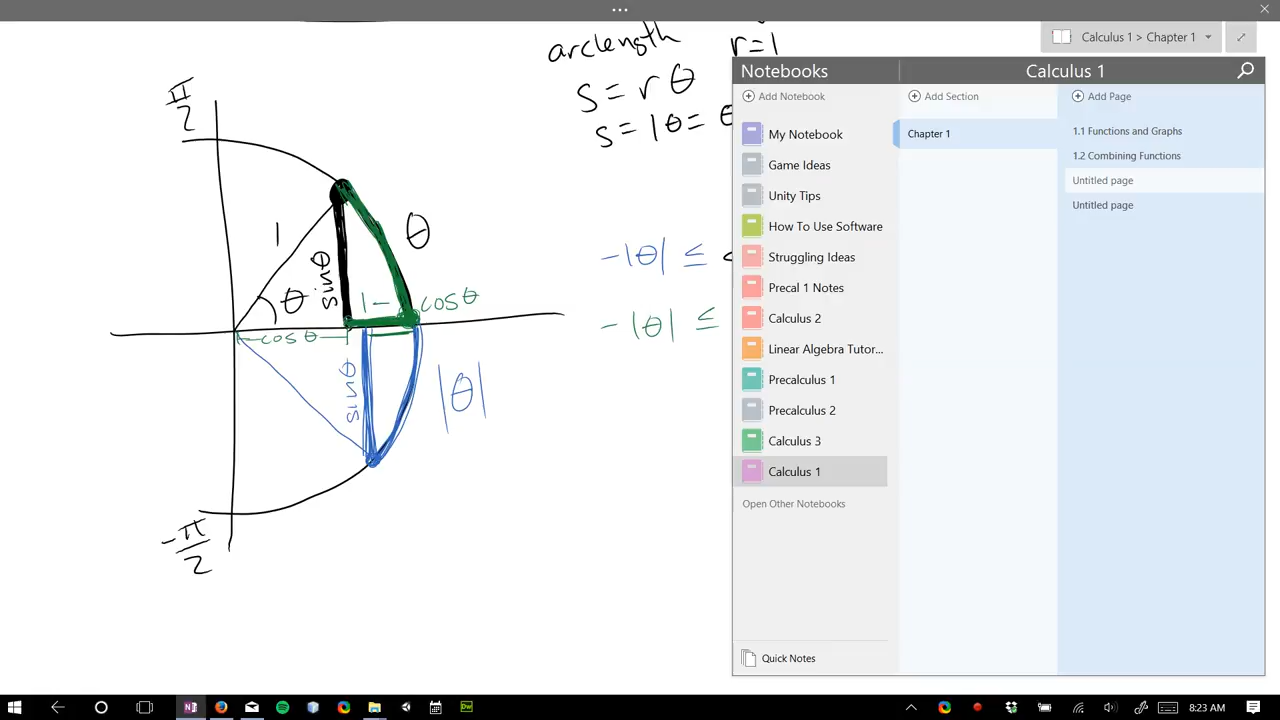 Calculus 1 > Chapter 1
arclength r=1
s = r θ
s = 1θ = θ
π/2
1
θ
sinθ
θ
1 - cosθ
cosθ
sinθ
|θ|
-π/2
-|θ| ≤
-|θ| ≤
Notebooks
Calculus 1
Add Notebook
Add Section
Add Page
My Notebook
Game Ideas
Unity Tips
How To Use Software
Struggling Ideas
Precal 1 Notes
Calculus 2
Linear Algebra Tutor...
Precalculus 1
Precalculus 2
Calculus 3
Calculus 1
Open Other Notebooks
Quick Notes
Chapter 1
1.1 Functions and Graphs
1.2 Combining Functions
Untitled page
Untitled page
N
Dw
8:23 AM